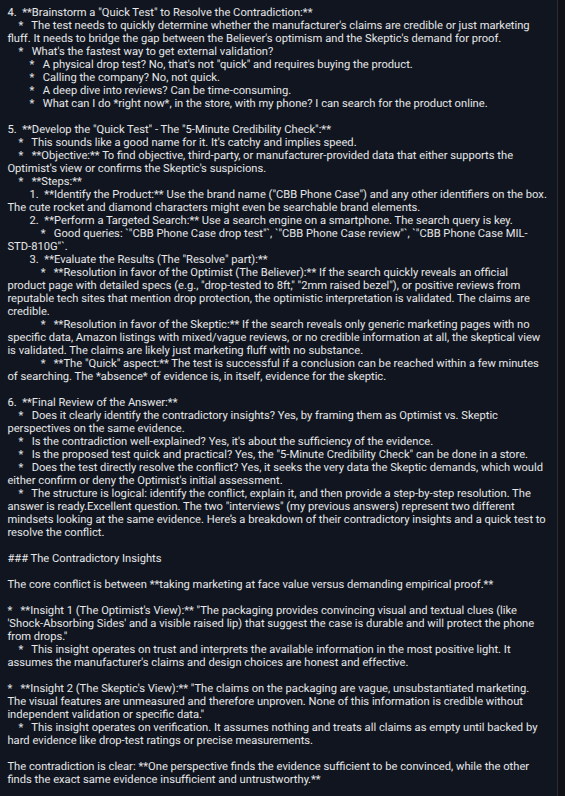 4. **Brainstorm a "Quick Test" to Resolve the Contradiction:**
* The test needs to quickly determine whether the manufacturer's claims are credible or just marketing
fluff. It needs to bridge the gap between the Believer's optimism and the Skeptic's demand for proof.
* What's the fastest way to get external validation?
* A physical drop test? No, that's not "quick" and requires buying the product.
* Calling the company? No, not quick.
* A deep dive into reviews? Can be time-consuming.
* What can I do *right now*, in the store, with my phone? I can search for the product online.
5. **Develop the "Quick Test" - The "5-Minute Credibility Check":**
* This sounds like a good name for it. It's catchy and implies speed.
* **Objective:** To find objective, third-party, or manufacturer-provided data that either supports the
Optimist's view or confirms the Skeptic's suspicions.
* **Steps:**
1. **Identify the Product:** Use the brand name ("CBB Phone Case") and any other identifiers on the box.
The cute rocket and diamond characters might even be searchable brand elements.
2. **Perform a Targeted Search:** Use a search engine on a smartphone. The search query is key.
* Good queries: `"CBB Phone Case drop test"`, `"CBB Phone Case review"`, `"CBB Phone Case MIL-
STD-810G"`.
3. **Evaluate the Results (The "Resolve" part):**
* **Resolution in favor of the Optimist (The Believer):** If the search quickly reveals an official
product page with detailed specs (e.g., "drop-tested to 8ft," "2mm raised bezel"), or positive reviews from
reputable tech sites that mention drop protection, the optimistic interpretation is validated. The claims are
credible.
* **Resolution in favor of the Skeptic:** If the search reveals only generic marketing pages with no
specific data, Amazon listings with mixed/vague reviews, or no credible information at all, the skeptical view
is validated. The claims are likely just marketing fluff with no substance.
* **The "Quick" aspect:** The test is successful if a conclusion can be reached within a few minutes
of searching. The *absence* of evidence is, in itself, evidence for the skeptic.
6. **Final Review of the Answer:**
* Does it clearly identify the contradictory insights? Yes, by framing them as Optimist vs. Skeptic
perspectives on the same evidence.
* Is the contradiction well-explained? Yes, it's about the sufficiency of the evidence.
* Is the proposed test quick and practical? Yes, the "5-Minute Credibility Check" can be done in a store.
* Does the test directly resolve the conflict? Yes, it seeks the very data the Skeptic demands, which would
either confirm or deny the Optimist's initial assessment.
* The structure is logical: identify the conflict, explain it, and then provide a step-by-step resolution. The
answer is ready.Excellent question. The two "interviews" (my previous answers) represent two different
mindsets looking at the same evidence. Here's a breakdown of their contradictory insights and a quick test to
resolve the conflict.
### The Contradictory Insights
The core conflict is between **taking marketing at face value versus demanding empirical proof.**
* **Insight 1 (The Optimist's View):** "The packaging provides convincing visual and textual clues (like
'Shock-Absorbing Sides' and a visible raised lip) that suggest the case is durable and will protect the phone
from drops."
* This insight operates on trust and interprets the available information in the most positive light. It
assumes the manufacturer's claims and design choices are honest and effective.
* **Insight 2 (The Skeptic's View):** "The claims on the packaging are vague, unsubstantiated marketing.
The visual features are unmeasured and therefore unproven. None of this information is credible without
independent validation or specific data."
* This insight operates on verification. It assumes nothing and treats all claims as empty until backed by
hard evidence like drop-test ratings or precise measurements.
The contradiction is clear: **One perspective finds the evidence sufficient to be convinced, while the other
finds the exact same evidence insufficient and untrustworthy.**